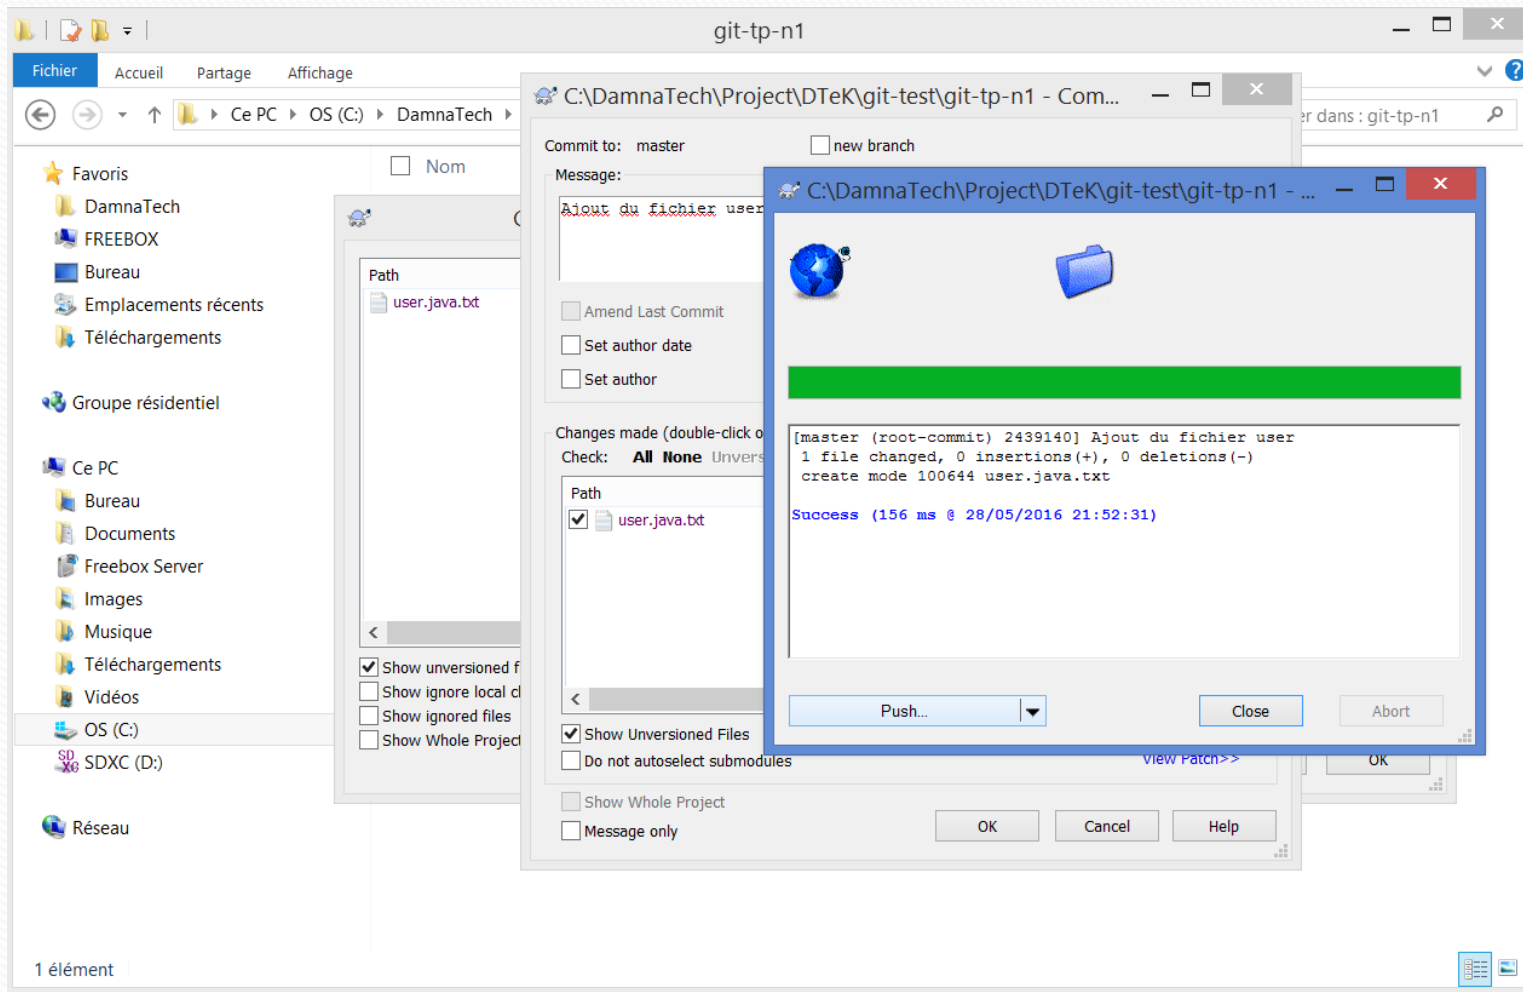 git-tp-n1
Fichier Accueil Partage Affichage
Ce PC OS (C:) DamnaTech
er dans : git-tp-n1
Nom
Favoris
DamnaTech
FREEBOX
Bureau
Emplacements récents
Téléchargements
Groupe résidentiel
Ce PC
Bureau
Documents
Freebox Server
Images
Musique
Téléchargements
Vidéos
OS (C:)
SDXC (D:)
Réseau
1 élément
Path
user.java.txt
Show unversioned f
Show ignore local cl
Show ignored files
Show Whole Project
OK
C:\DamnaTech\Project\DTeK\git-test\git-tp-n1 - Com...
Commit to: master new branch
Message:
Ajout du fichier user
Amend Last Commit
Set author date
Set author
Changes made (double-click o
Check: All None Unvers
Path
user.java.txt
Show Unversioned Files
Do not autoselect submodules
View Patch>>
Show Whole Project
Message only
OK Cancel Help
C:\DamnaTech\Project\DTeK\git-test\git-tp-n1 - ...
[master (root-commit) 2439140] Ajout du fichier user
1 file changed, 0 insertions(+), 0 deletions(-)
create mode 100644 user.java.txt
Success (156 ms @ 28/05/2016 21:52:31)
Push... Close Abort